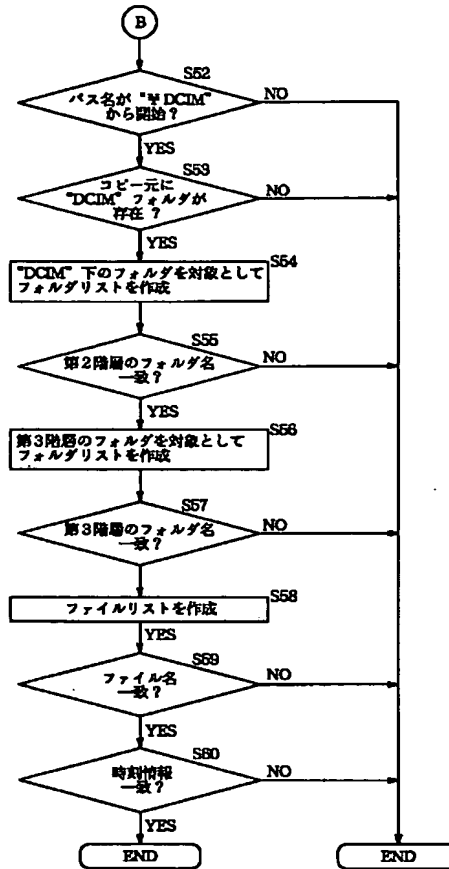 B
S52
パス名が "¥ DCIM"
から開始?
NO
YES
S53
コピー元に
"DCIM" フォルダが
存在 ?
NO
YES
S54
"DCIM" 下のフォルダを対象として
フォルダリストを作成
S55
第2階層のフォルダ名
一致?
NO
YES
S56
第3階層のフォルダを対象として
フォルダリストを作成
S57
第3階層のフォルダ名
一致?
NO
S58
ファイルリストを作成
YES
S59
ファイル名
一致?
NO
YES
S60
時刻情報
一致?
NO
YES
END
END